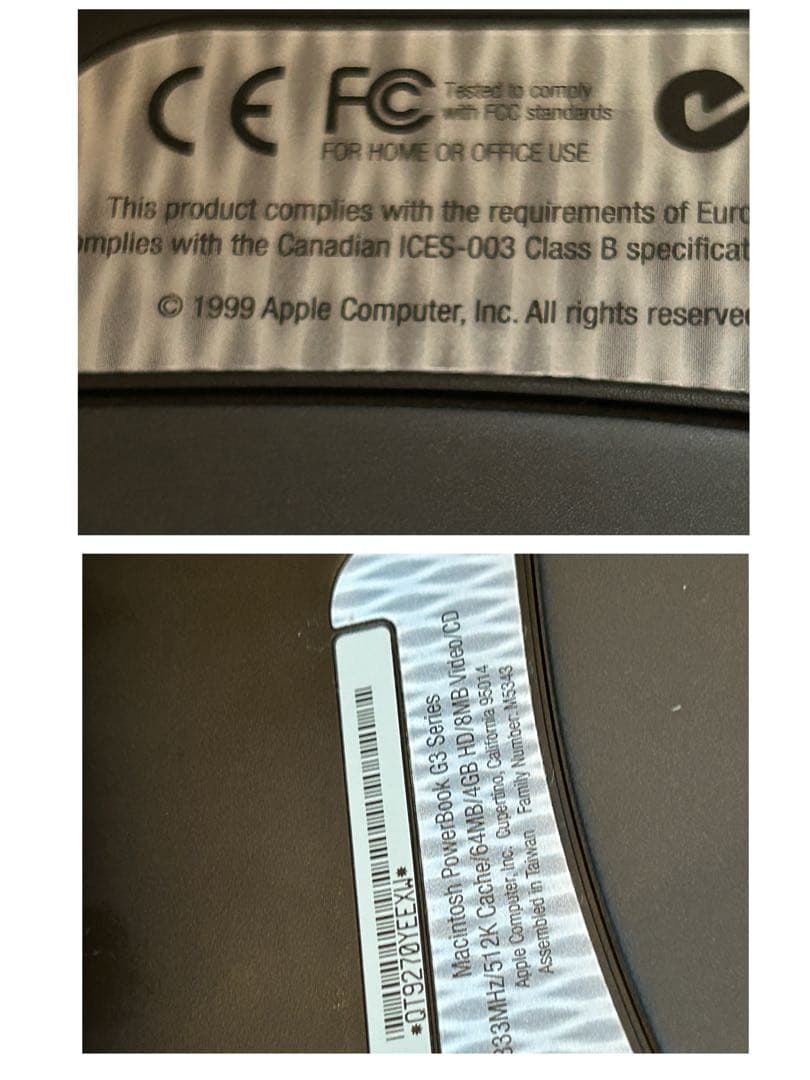 CE FC Tested to comply
with FCC standards
FOR HOME OR OFFICE USE
This product complies with the requirements of Euro
omplies with the Canadian ICES-003 Class B specificat
© 1999 Apple Computer, Inc. All rights reserve
*QT9270YEEXW*
Macintosh PowerBook G3 Series
333MHz/512K Cache/64MB/4GB HD/8MB Video/CD
Apple Computer, Inc. Cupertino, California 95014
Assembled in Taiwan Family Number: M5343